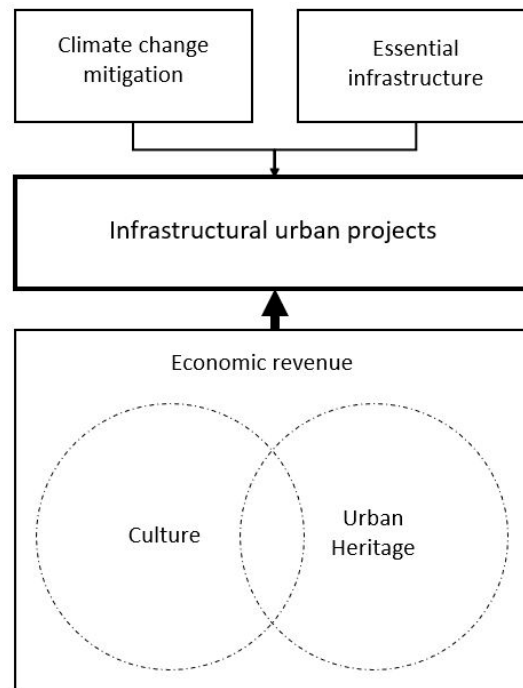 Climate change
mitigation
Essential
infrastructure
Infrastructural urban projects
Economic revenue
Culture
Urban
Heritage